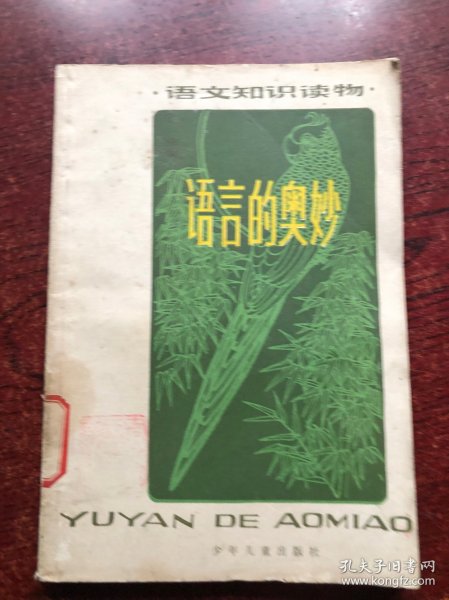 ·语文知识读物·
语言的奥妙
YUYAN DE AOMIAO
少年儿童出版社
孔夫子旧书网
www.kongfz.com